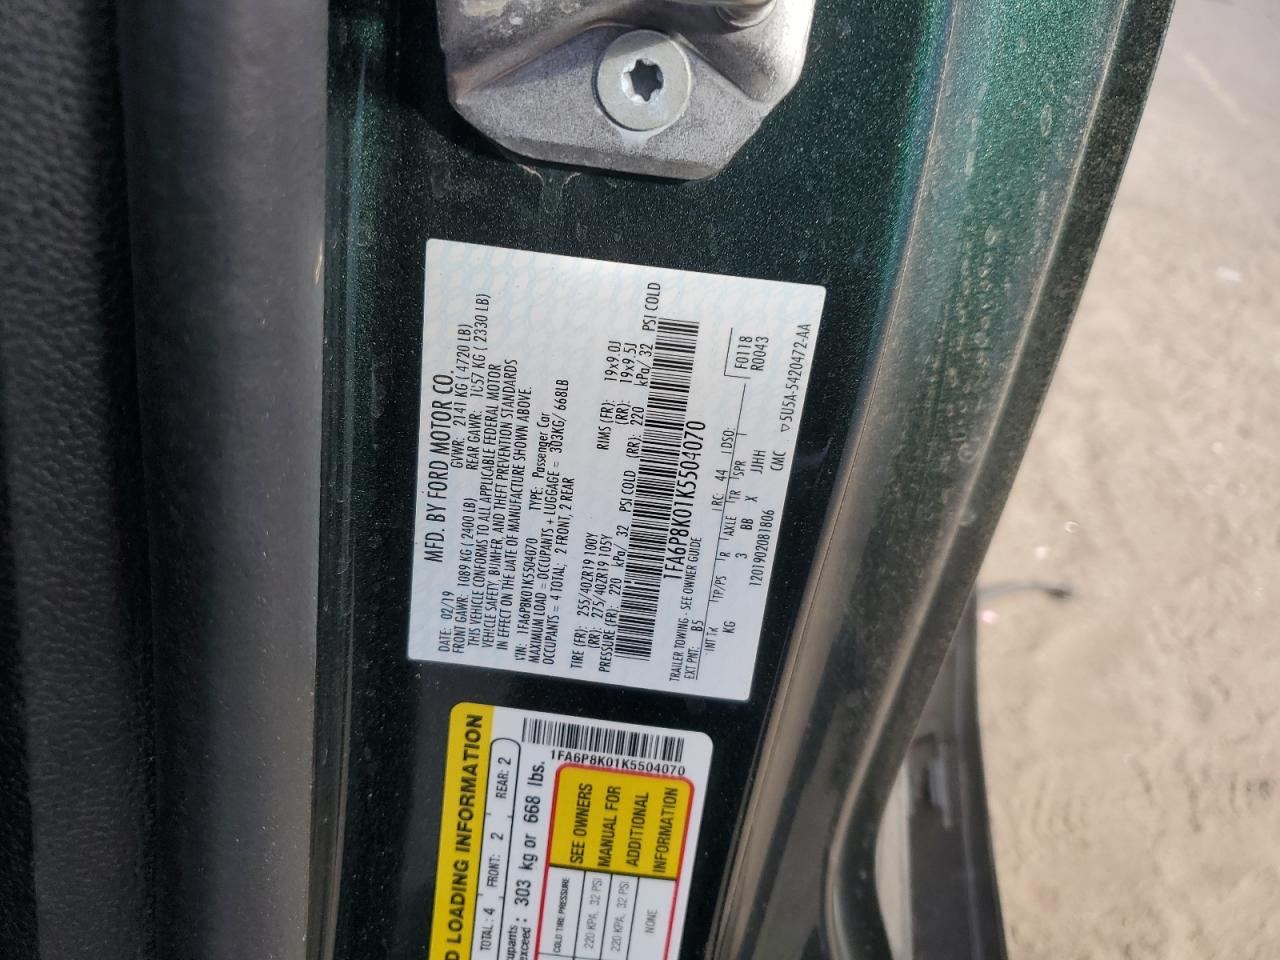 MFD. BY FORD MOTOR CO.
DATE: 02/19 GVWR: 2141 KG ( 4720 LB)
FRONT GAWR: 1089 KG ( 2400 LB) REAR GAWR: 1057 KG ( 2330 LB)
THIS VEHICLE CONFORMS TO ALL APPLICABLE FEDERAL MOTOR
VEHICLE SAFETY, BUMPER, AND THEFT PREVENTION STANDARDS
IN EFFECT ON THE DATE OF MANUFACTURE SHOWN ABOVE.
VIN: 1FA6P8K01K5504070 TYPE: Passenger Car
MAXIMUM LOAD = OCCUPANTS + LUGGAGE = 303KG/ 668LB
OCCUPANTS = 4 TOTAL; 2 FRONT, 2 REAR
TIRE (FR): 255/40ZR19 100Y RIMS (FR): 19x9.0J
(RR): 275/40ZR19 105Y (RR): 19x9.5J
PRESSURE (FR): 220 kPa/ 32 PSI COLD (RR): 220 kPa/ 32 PSI COLD
1FA6P8K01K5504070
TRAILER TOWING - SEE OWNER GUIDE
EXT PNT: B5 RC: 44 DSO: F0118
INT TR TP/PS R AXLE TR SPR R0043
KG 3 BB X JJHH
1201902081806 CMC ▽5U5A-5420472-AA
LOADING INFORMATION
TOTAL: 4 FRONT: 2 REAR: 2
exceed: 303 kg or 668 lbs.
1FA6P8K01K5504070
COLD TIRE PRESSURE
220 KPA, 32 PSI
220 KPA, 32 PSI
NONE
SEE OWNERS
MANUAL FOR
ADDITIONAL
INFORMATION